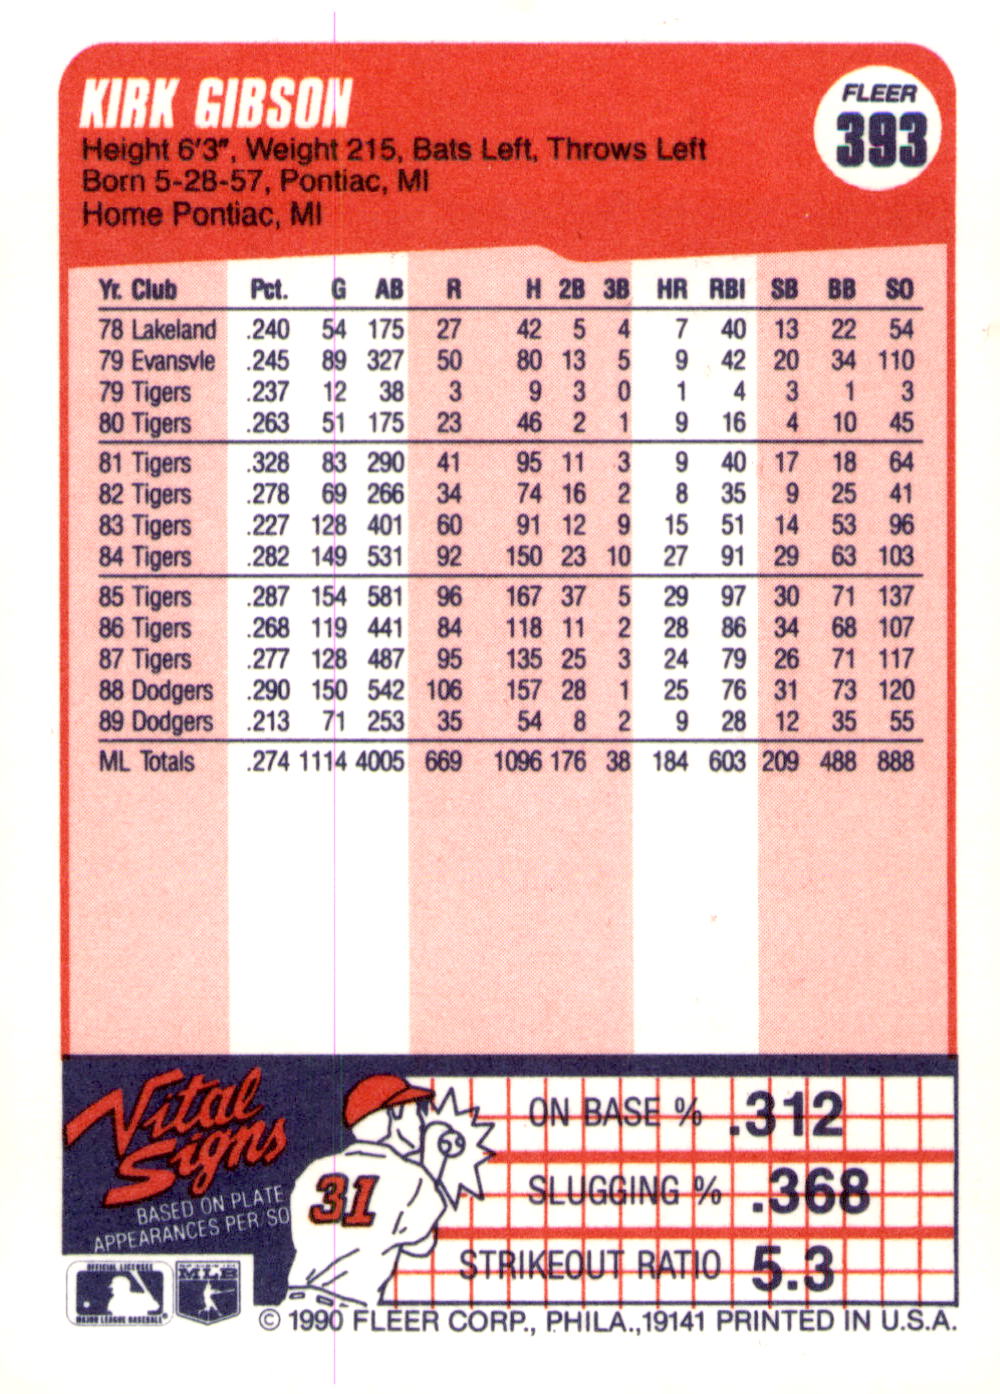 KIRK GIBSON
FLEER
393
Height 6'3", Weight 215, Bats Left, Throws Left
Born 5-28-57, Pontiac, MI
Home Pontiac, MI
Yr. Club Pct. G AB R H 2B 3B HR RBI SB BB SO
78 Lakeland .240 54 175 27 42 5 4 7 40 13 22 54
79 Evansvle .245 89 327 50 80 13 5 9 42 20 34 110
79 Tigers .237 12 38 3 9 3 0 1 4 3 1 3
80 Tigers .263 51 175 23 46 2 1 9 16 4 10 45
81 Tigers .328 83 290 41 95 11 3 9 40 17 18 64
82 Tigers .278 69 266 34 74 16 2 8 35 9 25 41
83 Tigers .227 128 401 60 91 12 9 15 51 14 53 96
84 Tigers .282 149 531 92 150 23 10 27 91 29 63 103
85 Tigers .287 154 581 96 167 37 5 29 97 30 71 137
86 Tigers .268 119 441 84 118 11 2 28 86 34 68 107
87 Tigers .277 128 487 95 135 25 3 24 79 26 71 117
88 Dodgers .290 150 542 106 157 28 1 25 76 31 73 120
89 Dodgers .213 71 253 35 54 8 2 9 28 12 35 55
ML Totals .274 1114 4005 669 1096 176 38 184 603 209 488 888
Vital
Signs
BASED ON PLATE
APPEARANCES PER SO
31
ON BASE % .312
SLUGGING % .368
STRIKEOUT RATIO 5.3
OFFICIAL LICENSEE
MAJOR LEAGUE BASEBALL
MLB
© 1990 FLEER CORP., PHILA.,19141 PRINTED IN U.S.A.